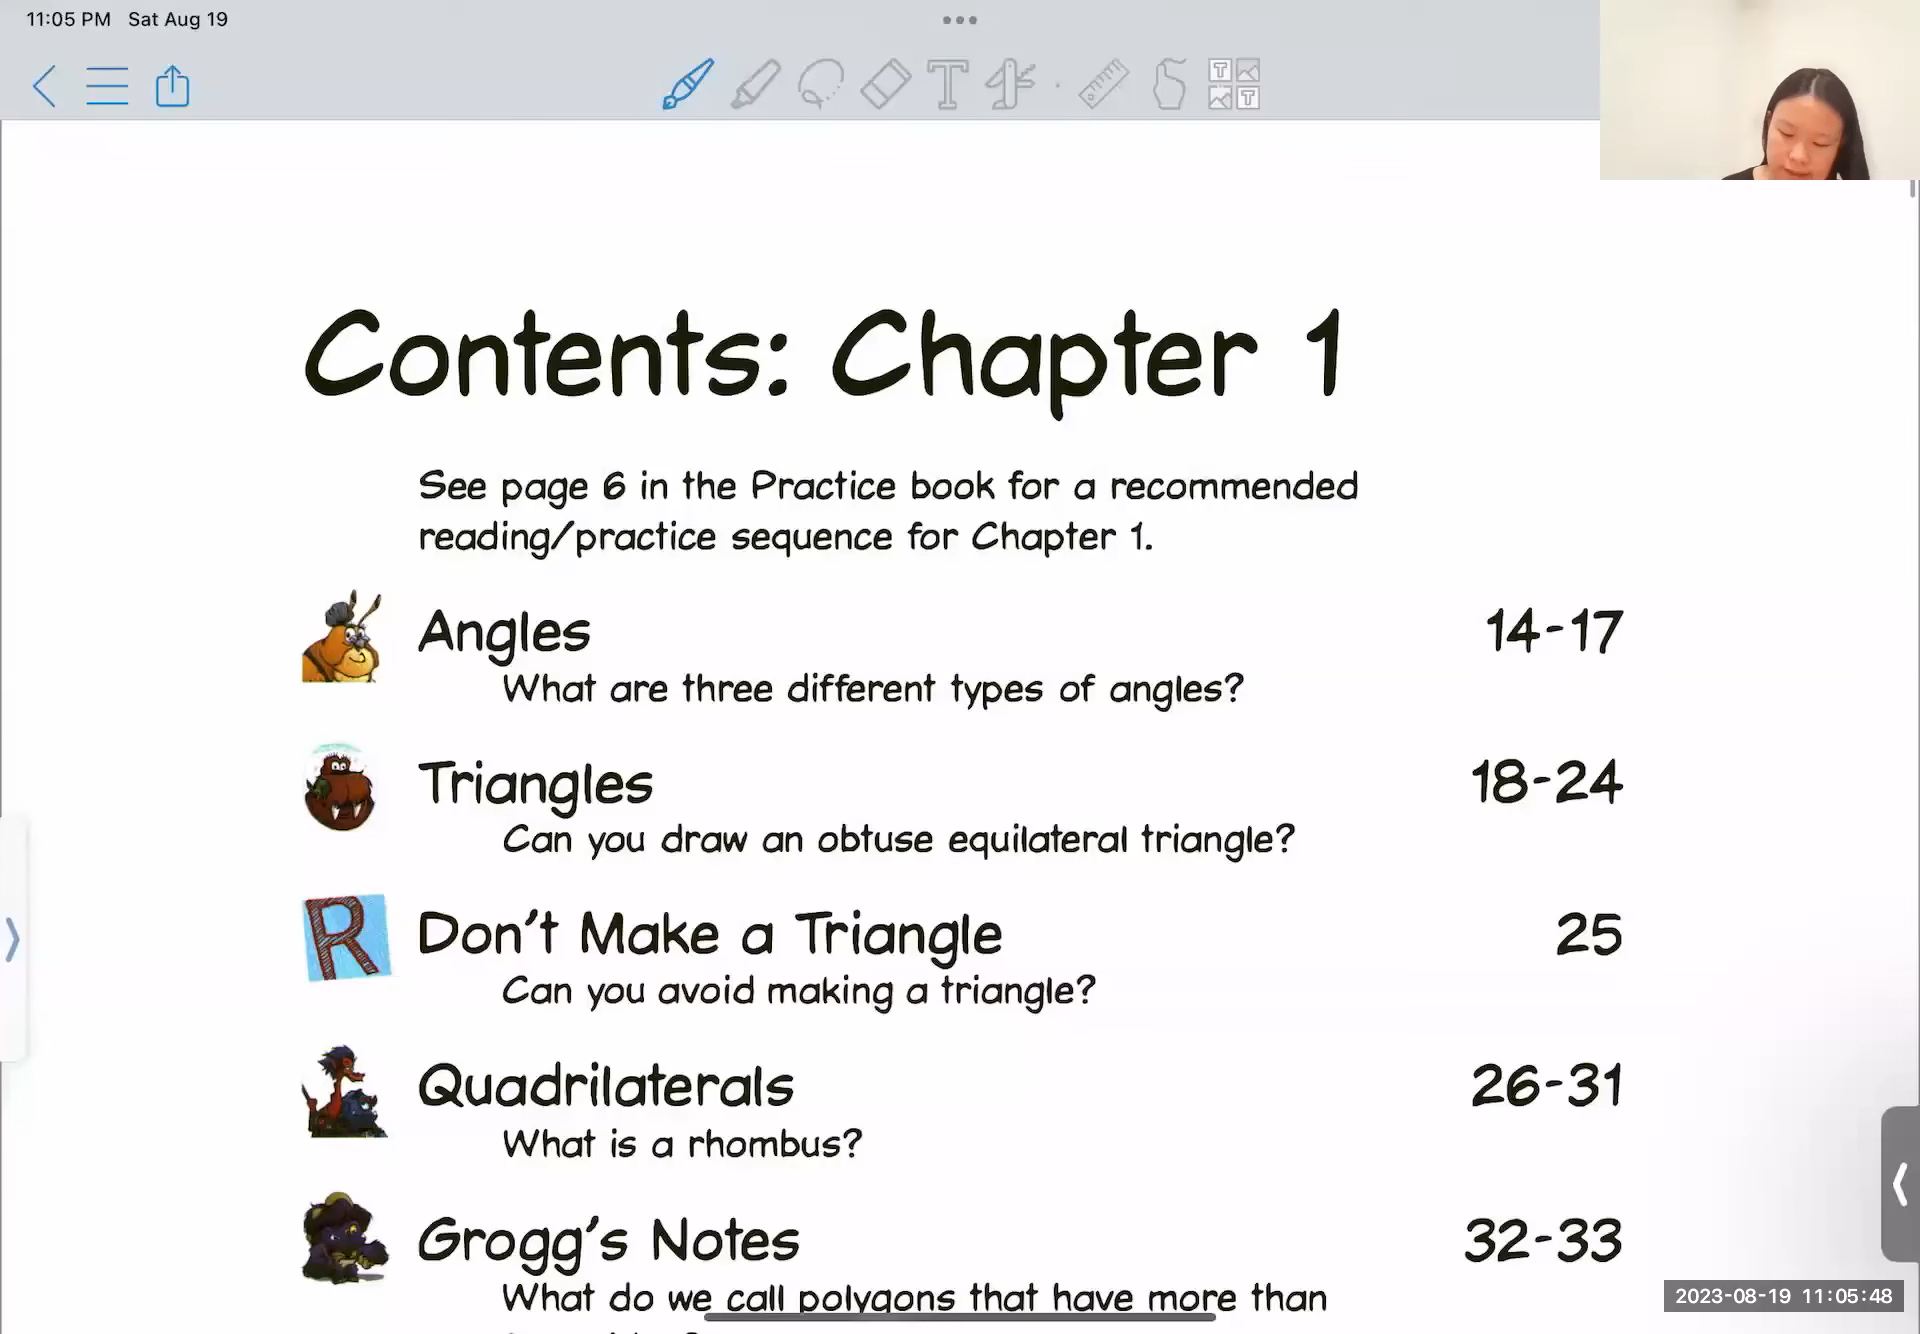 11:05 PM Sat Aug 19
Contents: Chapter 1
See page 6 in the Practice book for a recommended
reading/practice sequence for Chapter 1.
Angles 14-17
What are three different types of angles?
Triangles 18-24
Can you draw an obtuse equilateral triangle?
R Don't Make a Triangle 25
Can you avoid making a triangle?
Quadrilaterals 26-31
What is a rhombus?
Grogg's Notes 32-33
What do we call polygons that have more than
2023-08-19 11:05:48